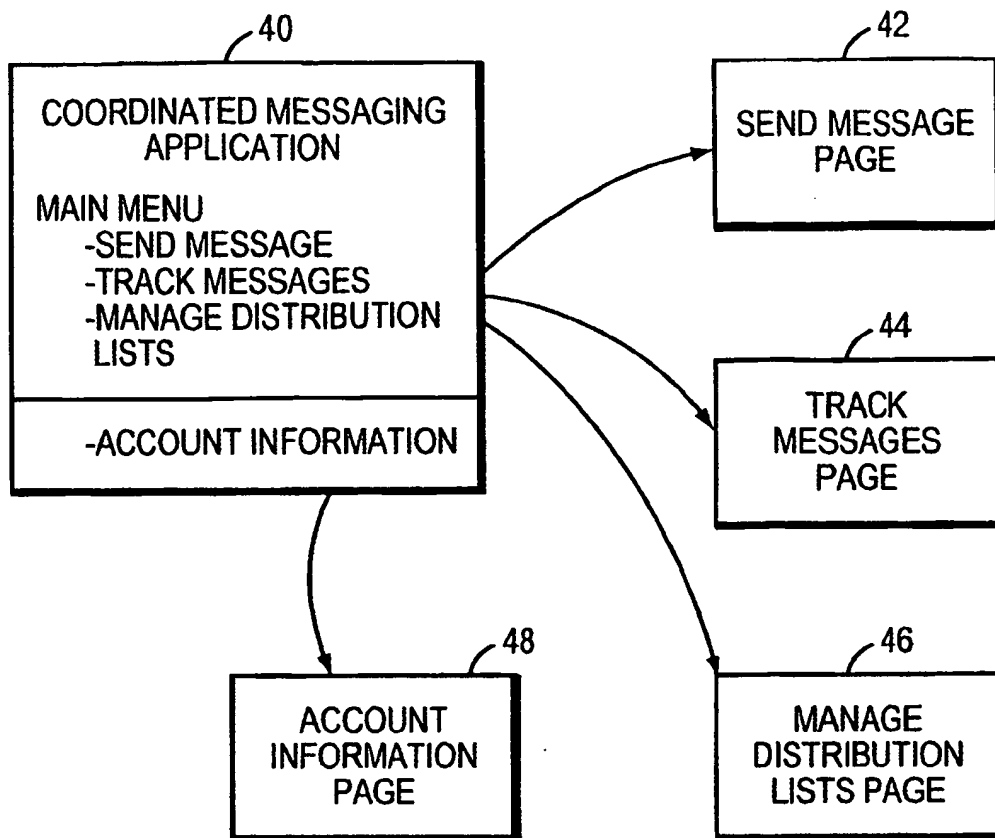 40
COORDINATED MESSAGING
APPLICATION
MAIN MENU
-SEND MESSAGE
-TRACK MESSAGES
-MANAGE DISTRIBUTION
LISTS
-ACCOUNT INFORMATION
42
SEND MESSAGE
PAGE
44
TRACK
MESSAGES
PAGE
46
MANAGE
DISTRIBUTION
LISTS PAGE
48
ACCOUNT
INFORMATION
PAGE